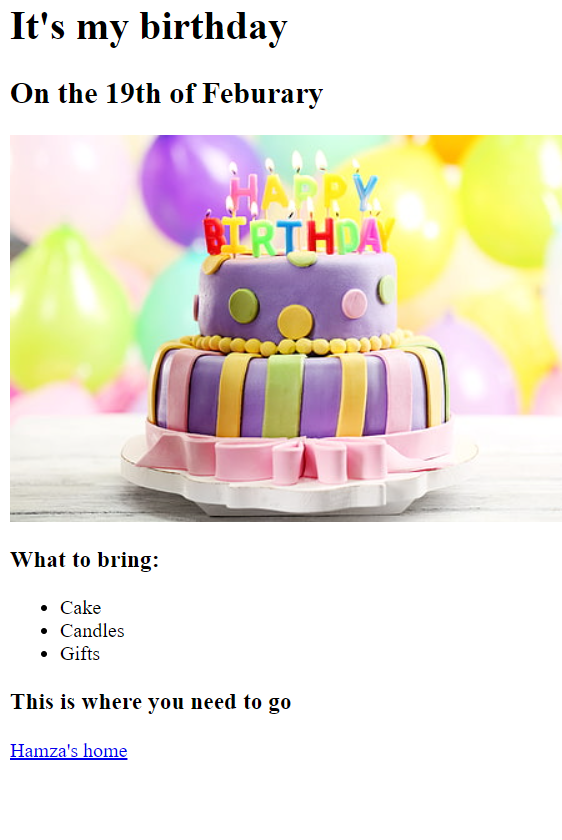 It's my birthday
On the 19th of Feburary
HAPPY
BIRTHDAY
What to bring:
Cake
Candles
Gifts
This is where you need to go
Hamza's home